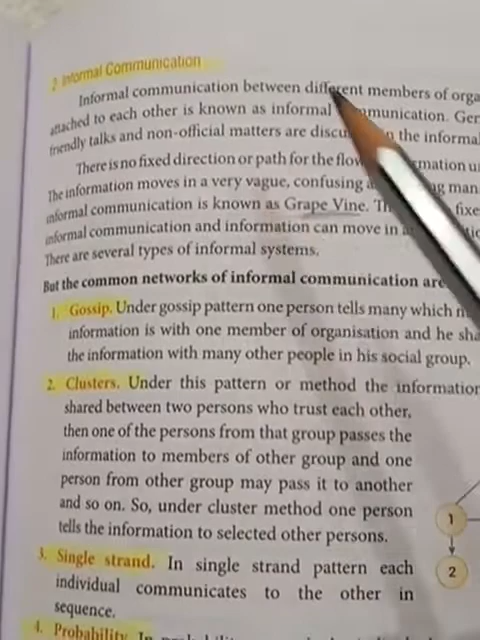 2. Informal Communication
Informal communication between different members of orga
attached to each other is known as informal munication. Ger
friendly talks and non-official matters are discu n the informa
There is no fixed direction or path for the flow mation u
The information moves in a very vague, confusing a g man
informal communication is known as Grape Vine. Th fixe
informal communication and information can move in a
There are several types of informal systems.
But the common networks of informal communication are
1. Gossip. Under gossip pattern one person tells many which m
information is with one member of organisation and he sha
the information with many other people in his social group.
2. Clusters. Under this pattern or method the information
shared between two persons who trust each other,
then one of the persons from that group passes the
information to members of other group and one
person from other group may pass it to another
and so on. So, under cluster method one person
tells the information to selected other persons.
1
2
3. Single strand. In single strand pattern each
individual communicates to the other in
sequence.
4. Probability. In